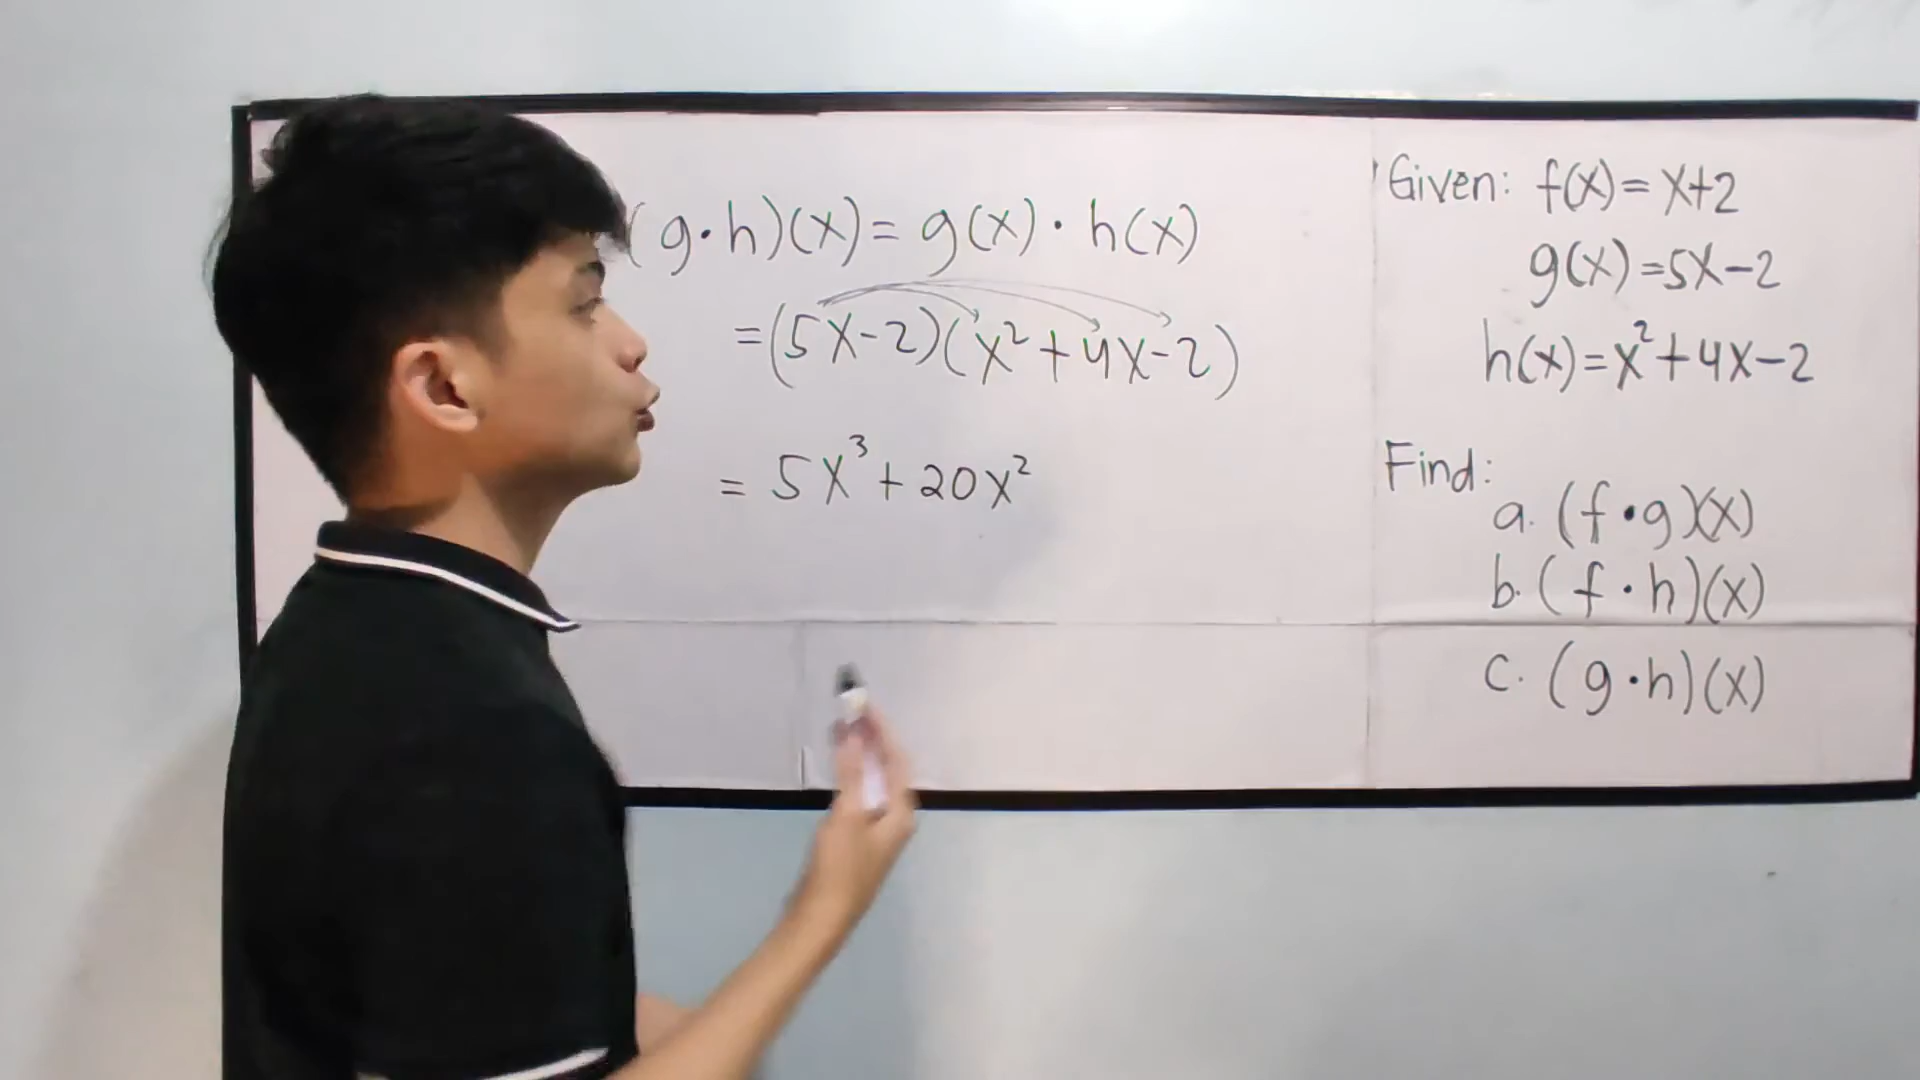 (g·h)(x)= g(x) · h(x)
=(5x-2)(x²+4x-2)
= 5x³+20x²
Given: f(x)= x+2
g(x)=5x-2
h(x)=x²+4x-2
Find:
a. (f·g)(x)
b. (f·h)(x)
c. (g·h)(x)